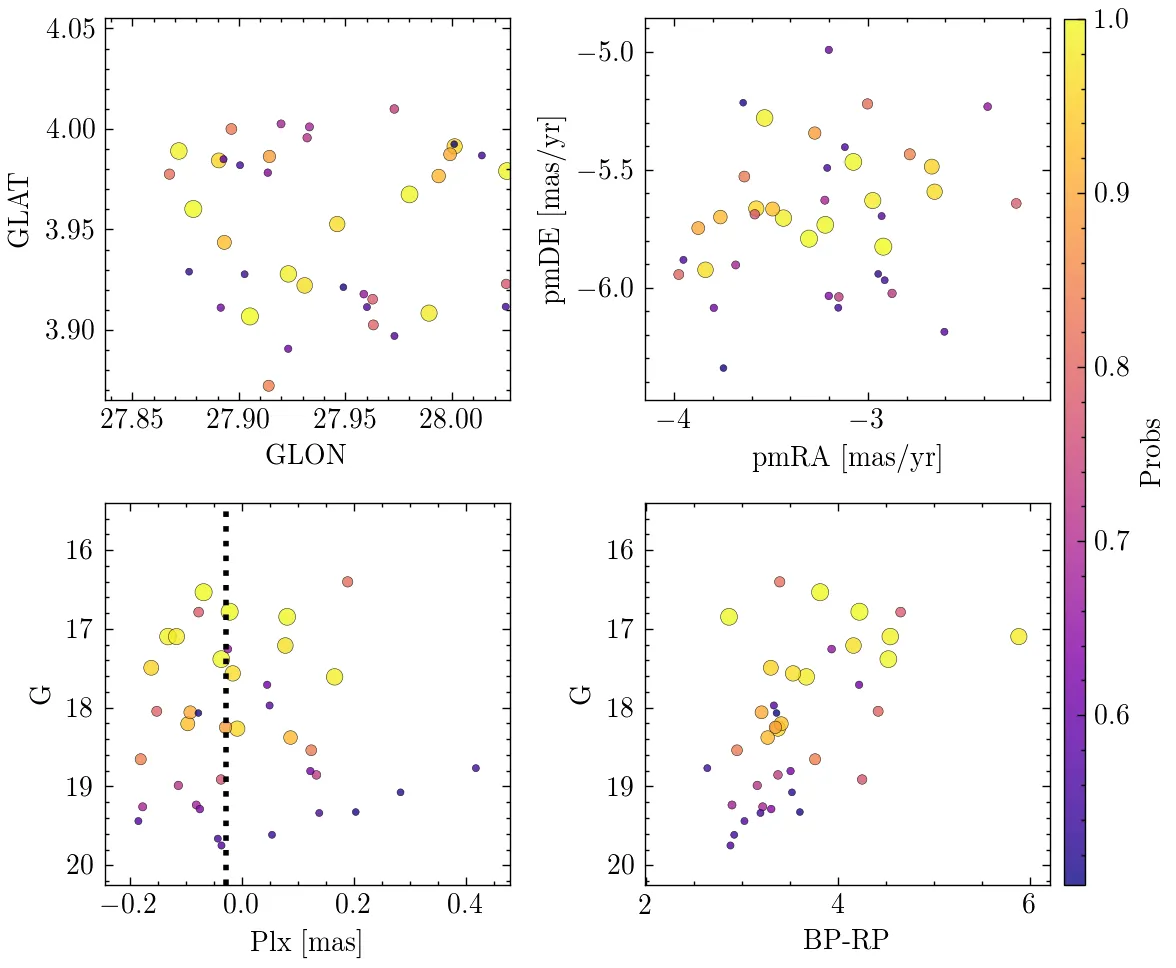 4.05
4.00
3.95
3.90
GLAT
27.85 27.90 27.95 28.00
GLON
−5.0
−5.5
−6.0
pmDE [mas/yr]
−4 −3
pmRA [mas/yr]
16
17
18
19
20
G
−0.2 0.0 0.2 0.4
Plx [mas]
16
17
18
19
20
G
2 4 6
BP-RP
1.0
0.9
0.8
0.7
0.6
Probs